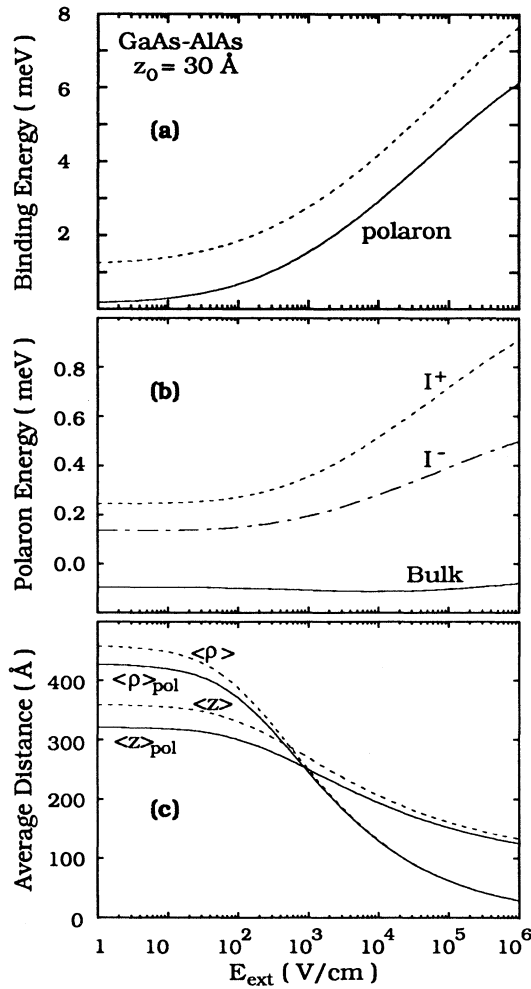 GaAs-AlAs
z₀ = 30 Å
(a)
polaron
Binding Energy ( meV )
8
6
4
2
(b)
I⁺
I⁻
Bulk
Polaron Energy ( meV )
0.8
0.6
0.4
0.2
0.0
<ρ>
<ρ>pol
<z>
<z>pol
(c)
Average Distance ( Å )
400
300
200
100
0
1 10 10² 10³ 10⁴ 10⁵ 10⁶
Eext ( V/cm )